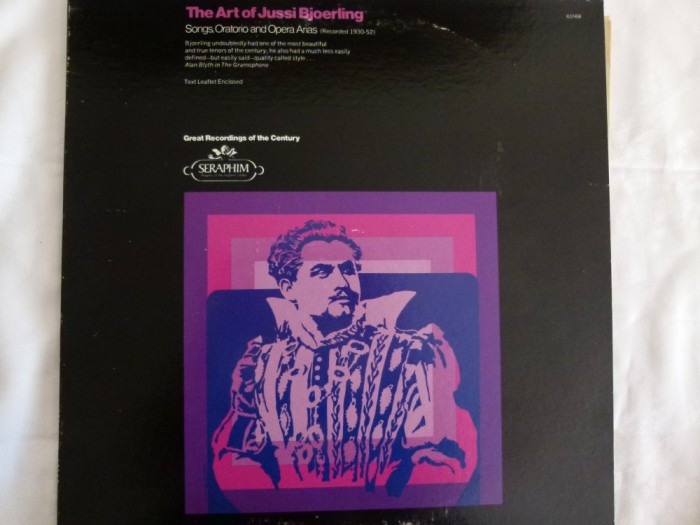 The Art of Jussi Bjoerling
Songs, Oratorio and Opera Arias (Recorded 1930-52)
Bjoerling undoubtedly had one of the most beautiful
and true tenors of the century; he also had a much less easily
defined—but easily said—quality called style . . .
Alan Blyth in The Gramophone
Text Leaflet Enclosed
Great Recordings of the Century
SERAPHIM